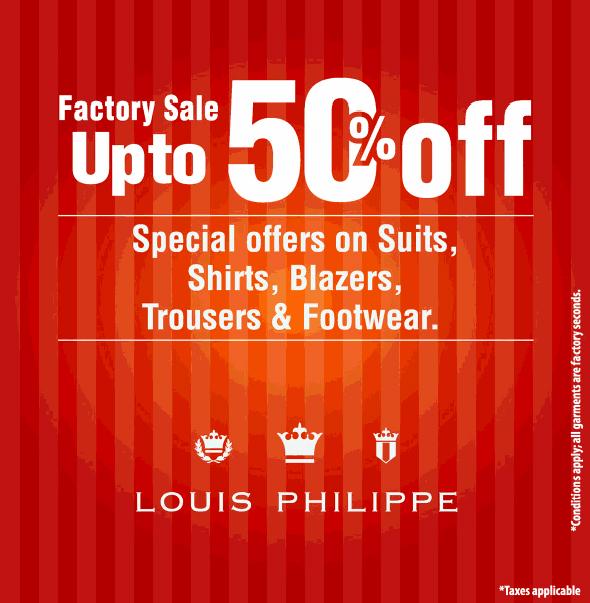 Factory Sale
Upto 50% off
Special offers on Suits,
Shirts, Blazers,
Trousers & Footwear.
LOUIS PHILIPPE
*Conditions apply; all garments are factory seconds.
*Taxes applicable